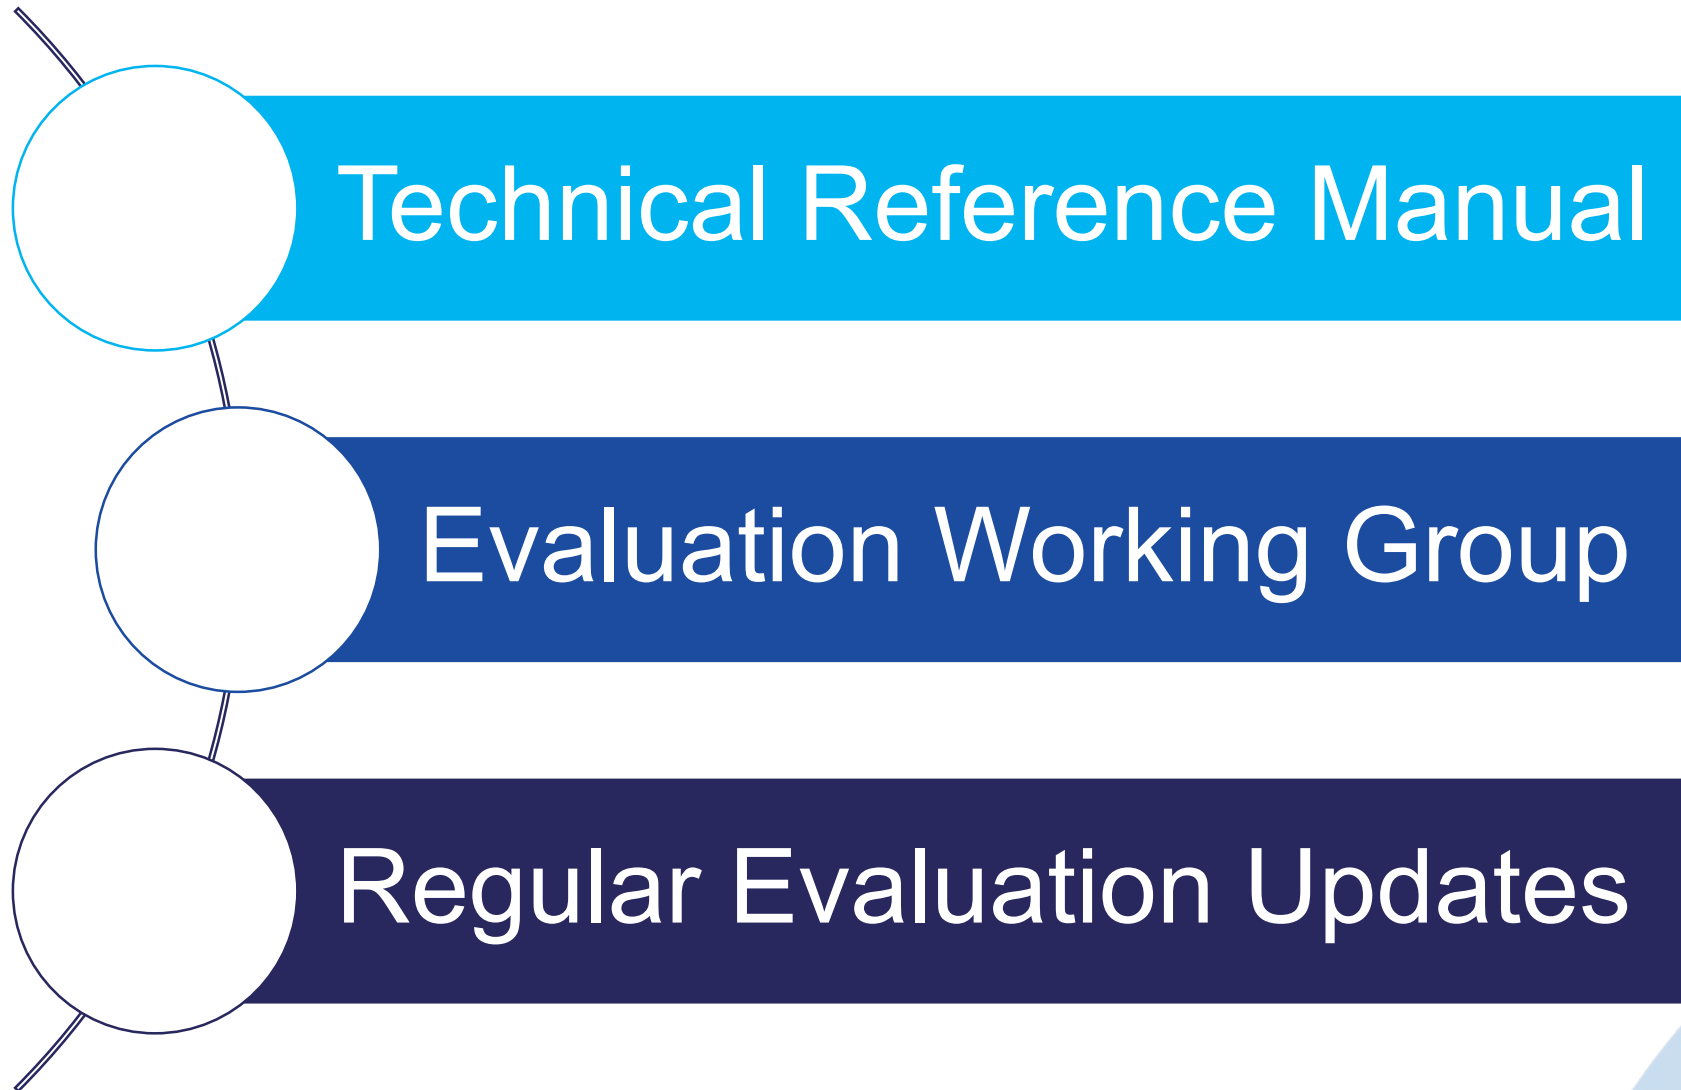 Technical Reference Manual
Evaluation Working Group
Regular Evaluation Updates